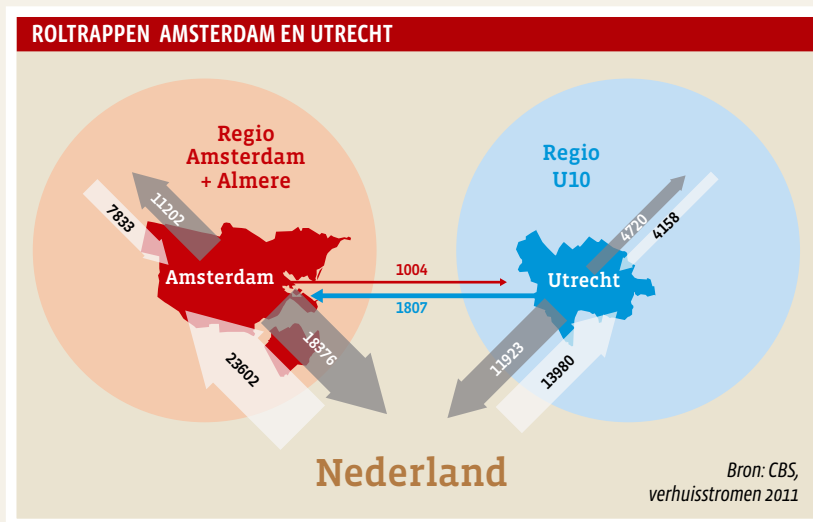 ROLTRAPPEN AMSTERDAM EN UTRECHT
Regio
Amsterdam
+ Almere
Regio
U10
11202
7833
4720
4158
Amsterdam
1004
1807
Utrecht
18376
23602
11923
13980
Nederland
Bron: CBS,
verhuisstromen 2011